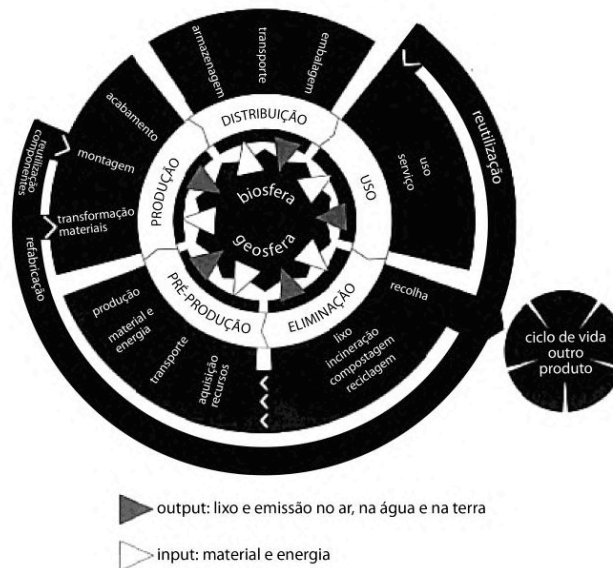 embalagem
transporte
armazenagem
DISTRIBUIÇÃO
acabamento
montagem
transformação
materiais
PRODUÇÃO
reutilização
componentes
refabricação
USO
uso
serviço
reutilização
biosfera
geosfera
PRÉ-PRODUÇÃO
produção
material e
energia
transporte
aquisição
recursos
ELIMINAÇÃO
recolha
lixo
incineração
compostagem
reciclagem
ciclo de vida
outro
produto
output: lixo e emissão no ar, na água e na terra
input: material e energia